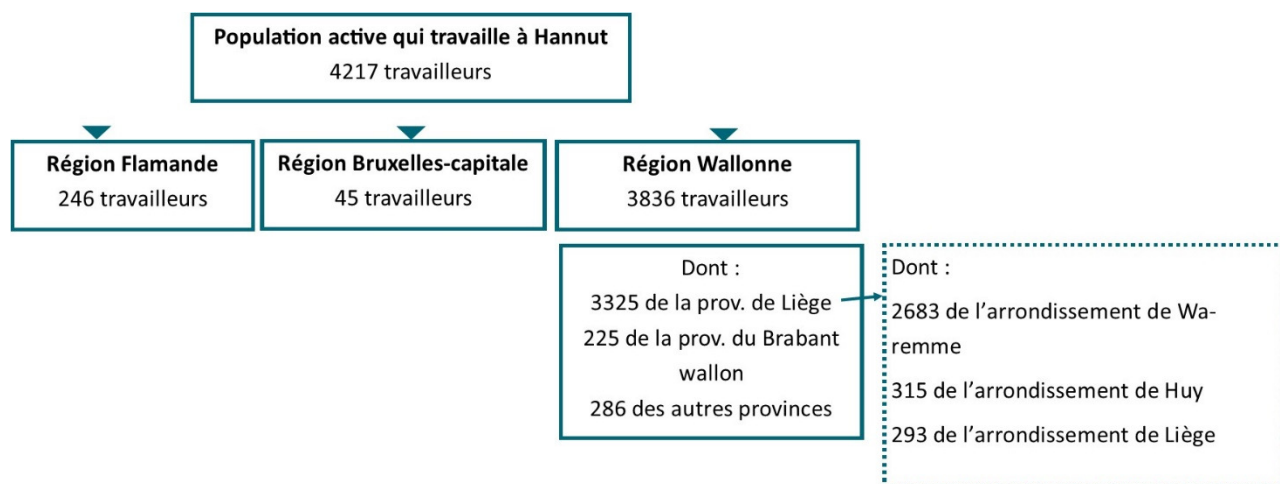 Population active qui travaille à Hannut
4217 travailleurs
Région Flamande
246 travailleurs
Région Bruxelles-capitale
45 travailleurs
Région Wallonne
3836 travailleurs
Dont :
3325 de la prov. de Liège
225 de la prov. du Brabant
wallon
286 des autres provinces
Dont :
2683 de l’arrondissement de Wa-
remme
315 de l’arrondissement de Huy
293 de l’arrondissement de Liège